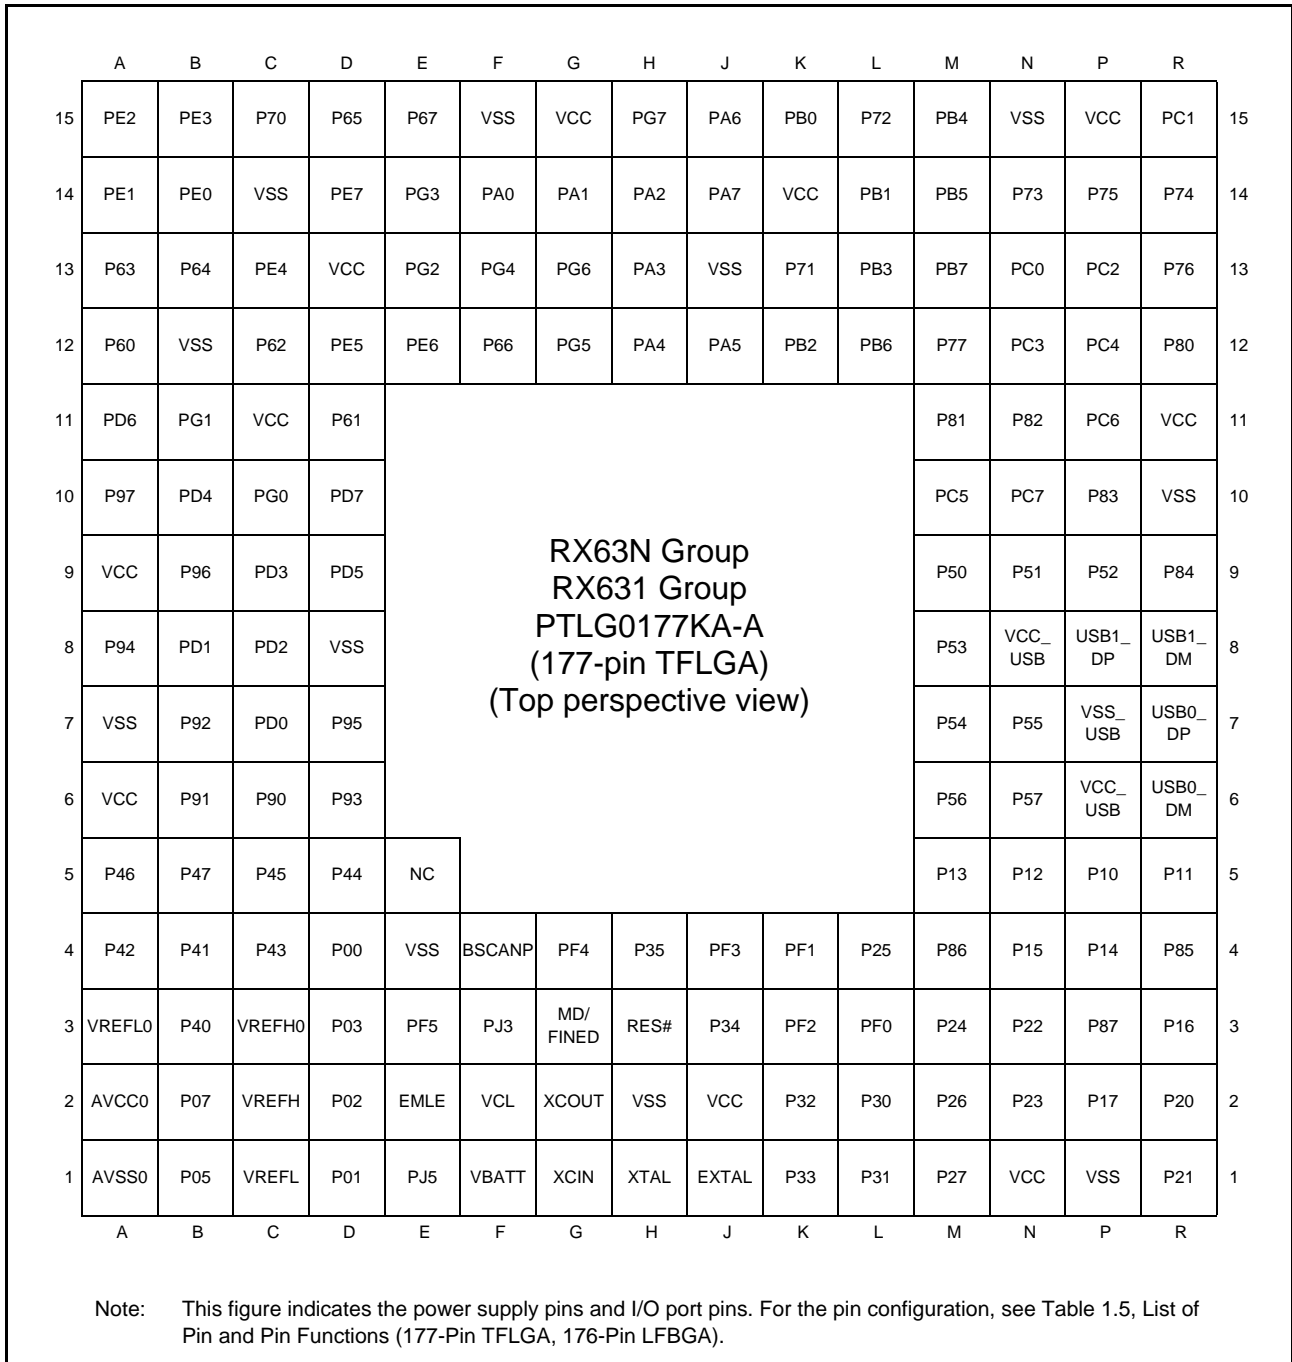 A B C D E F G H J K L M N P R
15 PE2 PE3 P70 P65 P67 VSS VCC PG7 PA6 PB0 P72 PB4 VSS VCC PC1 15
14 PE1 PE0 VSS PE7 PG3 PA0 PA1 PA2 PA7 VCC PB1 PB5 P73 P75 P74 14
13 P63 P64 PE4 VCC PG2 PG4 PG6 PA3 VSS P71 PB3 PB7 PC0 PC2 P76 13
12 P60 VSS P62 PE5 PE6 P66 PG5 PA4 PA5 PB2 PB6 P77 PC3 PC4 P80 12
11 PD6 PG1 VCC P61 P81 P82 PC6 VCC 11
10 P97 PD4 PG0 PD7 PC5 PC7 P83 VSS 10
9 VCC P96 PD3 PD5 P50 P51 P52 P84 9
8 P94 PD1 PD2 VSS P53 VCC_ USB1_ USB1_ 8
USB DP DM
7 VSS P92 PD0 P95 P54 P55 VSS_ USB0_ 7
USB DP
6 VCC P91 P90 P93 P56 P57 VCC_ USB0_ 6
USB DM
RX63N Group
RX631 Group
PTLG0177KA-A
(177-pin TFLGA)
(Top perspective view)
5 P46 P47 P45 P44 NC P13 P12 P10 P11 5
4 P42 P41 P43 P00 VSS BSCANP PF4 P35 PF3 PF1 P25 P86 P15 P14 P85 4
3 VREFL0 P40 VREFH0 P03 PF5 PJ3 MD/ RES# P34 PF2 PF0 P24 P22 P87 P16 3
FINED
2 AVCC0 P07 VREFH P02 EMLE VCL XCOUT VSS VCC P32 P30 P26 P23 P17 P20 2
1 AVSS0 P05 VREFL P01 PJ5 VBATT XCIN XTAL EXTAL P33 P31 P27 VCC VSS P21 1
A B C D E F G H J K L M N P R
Note: This figure indicates the power supply pins and I/O port pins. For the pin configuration, see Table 1.5, List of
Pin and Pin Functions (177-Pin TFLGA, 176-Pin LFBGA).